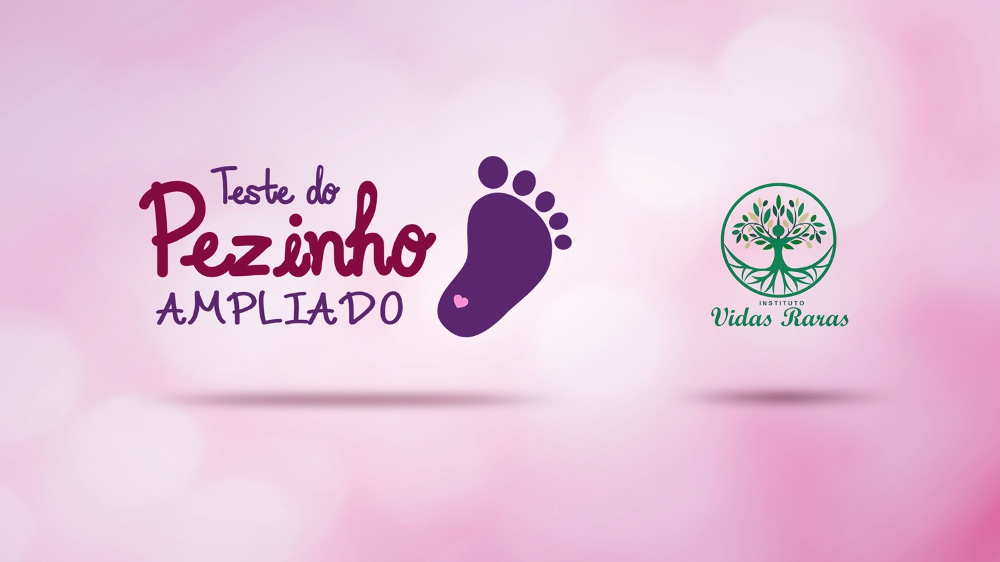 Teste do
Pezinho
AMPLIADO
INSTITUTO
Vidas Raras